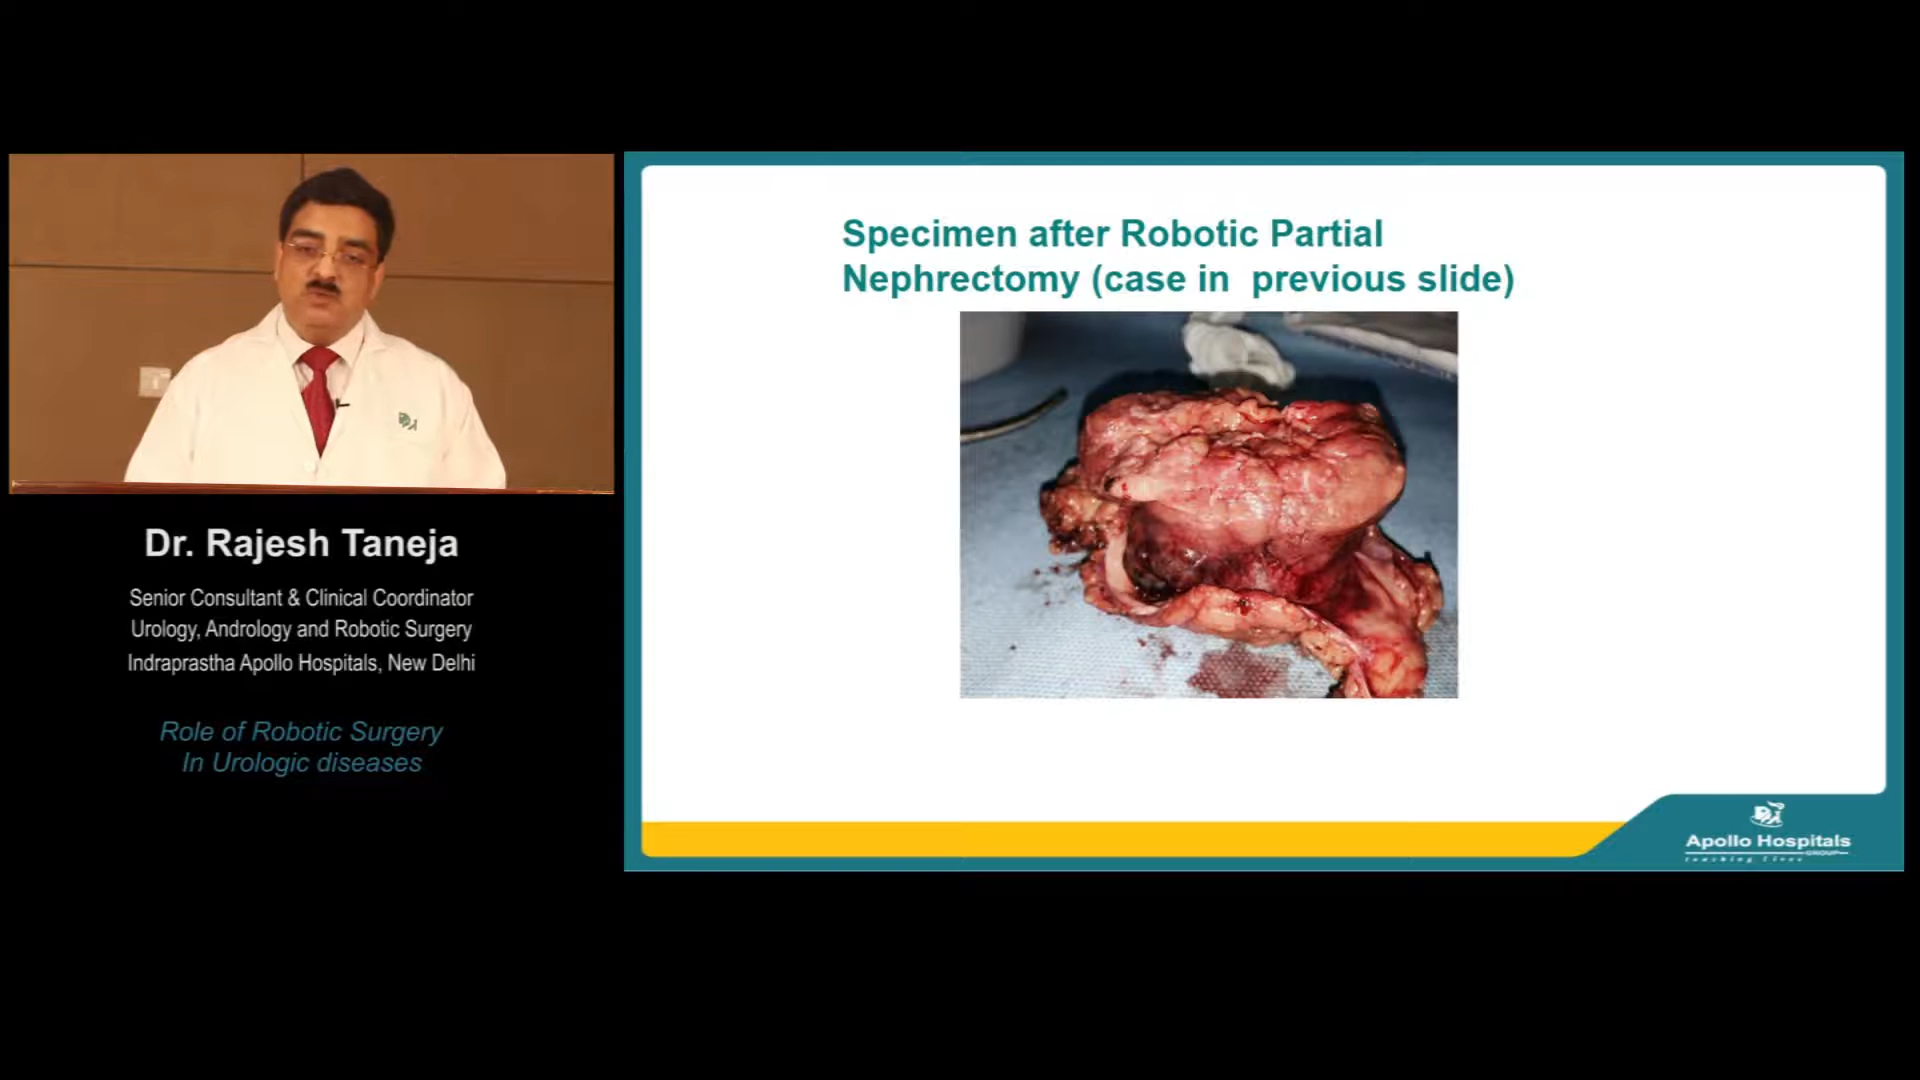 Dr. Rajesh Taneja
Senior Consultant & Clinical Coordinator
Urology, Andrology and Robotic Surgery
Indraprastha Apollo Hospitals, New Delhi
Role of Robotic Surgery
In Urologic diseases
Specimen after Robotic Partial
Nephrectomy (case in previous slide)
Apollo Hospitals
GROUP